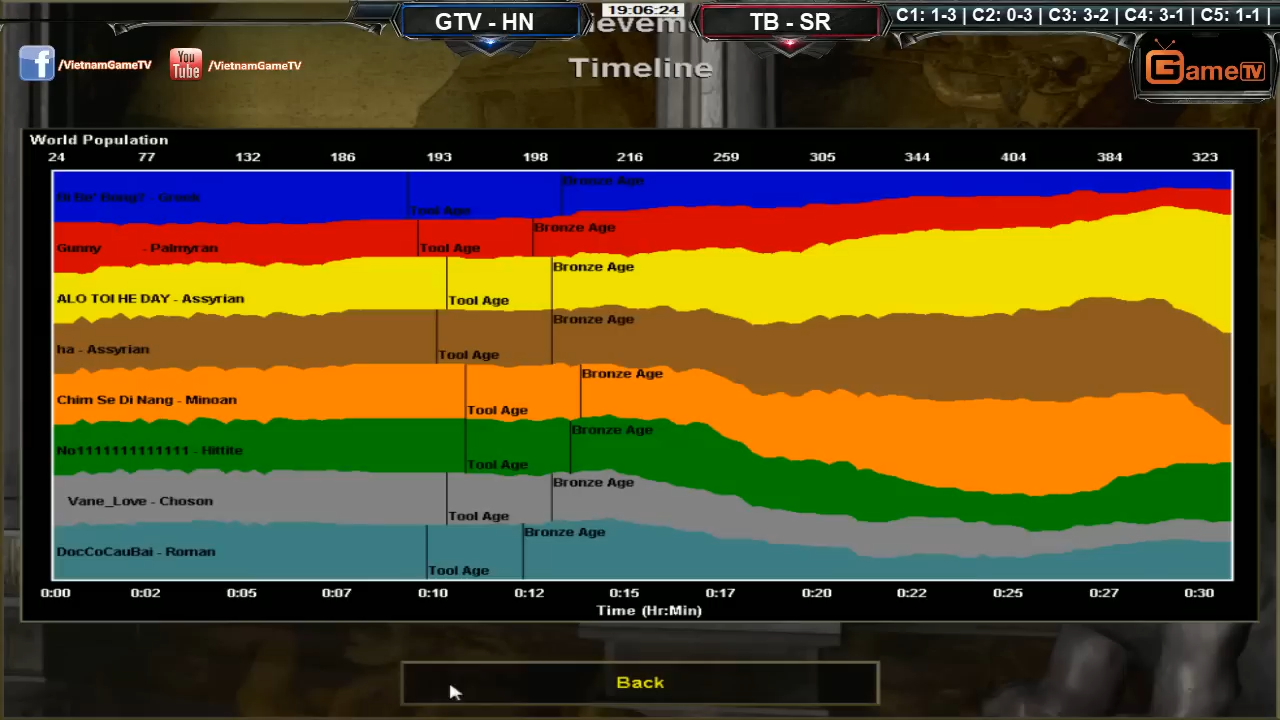 19:06:24
GTV - HN
TB - SR
C1: 1-3 | C2: 0-3 | C3: 3-2 | C4: 3-1 | C5: 1-1 |
/VietnamGameTV
You Tube /VietnamGameTV
GameTV
Timeline
World Population
24 77 132 186 193 198 216 259 305 344 404 384 323
Bronze Age
Greek
Tool Age
Bronze Age
Gunny - Palmyran
Tool Age
Bronze Age
ALO TOI HE DAY - Assyrian
Tool Age
Bronze Age
ha - Assyrian
Tool Age
Bronze Age
Chim Se Di Nang - Minoan
Tool Age
Bronze Age
No1111111111111 - Hittite
Tool Age
Bronze Age
Vane_Love - Choson
Tool Age
Bronze Age
DocCoCauBai - Roman
Tool Age
0:00 0:02 0:05 0:07 0:10 0:12 0:15 0:17 0:20 0:22 0:25 0:27 0:30
Time (Hr:Min)
Back